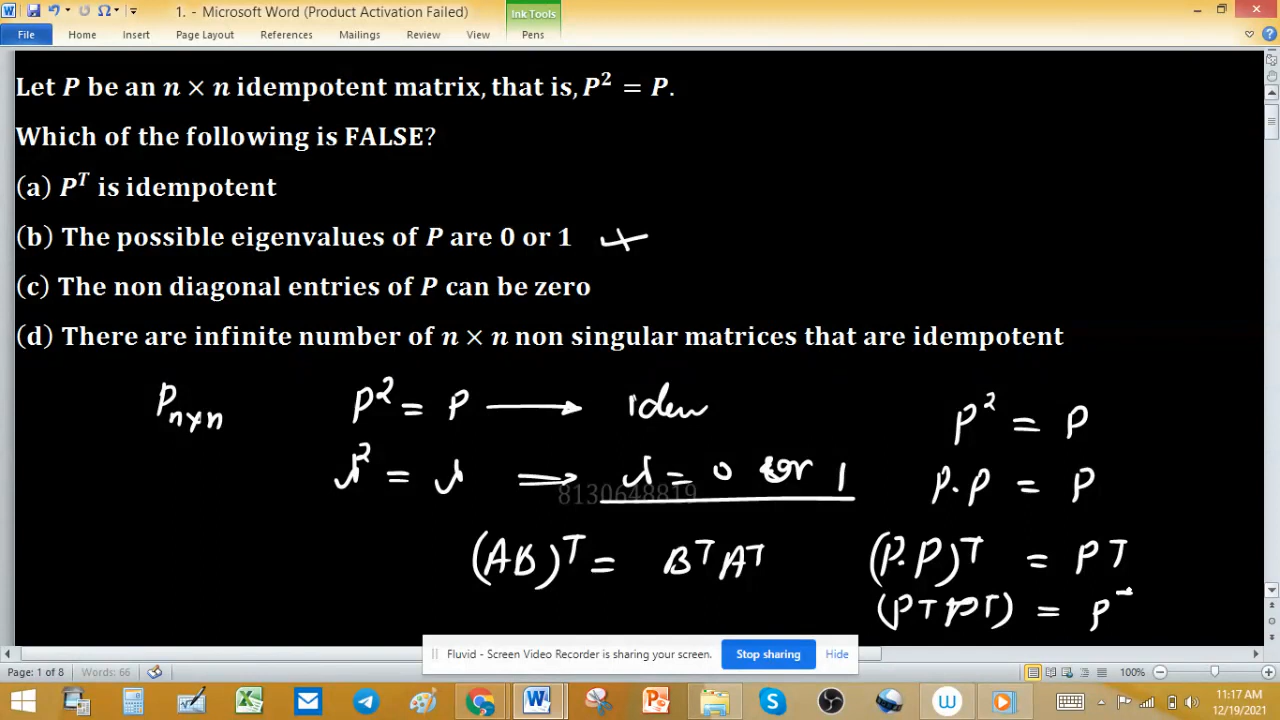 1. - Microsoft Word (Product Activation Failed)
Ink Tools
File Home Insert Page Layout References Mailings Review View Pens
Let P be an n × n idempotent matrix, that is, P² = P.
Which of the following is FALSE?
(a) Pᵀ is idempotent
(b) The possible eigenvalues of P are 0 or 1
(c) The non diagonal entries of P can be zero
(d) There are infinite number of n × n non singular matrices that are idempotent
Pn×n P² = P → idem P² = P
λ² = λ ⟹ λ = 0 or 1 P.P = P
8130648819
(AB)ᵀ = BᵀAᵀ (P.P)ᵀ = Pᵀ
(PᵀPᵀ) = P
Fluvid - Screen Video Recorder is sharing your screen. Stop sharing Hide
Page: 1 of 8 Words: 66 100%
11:17 AM
12/19/2021